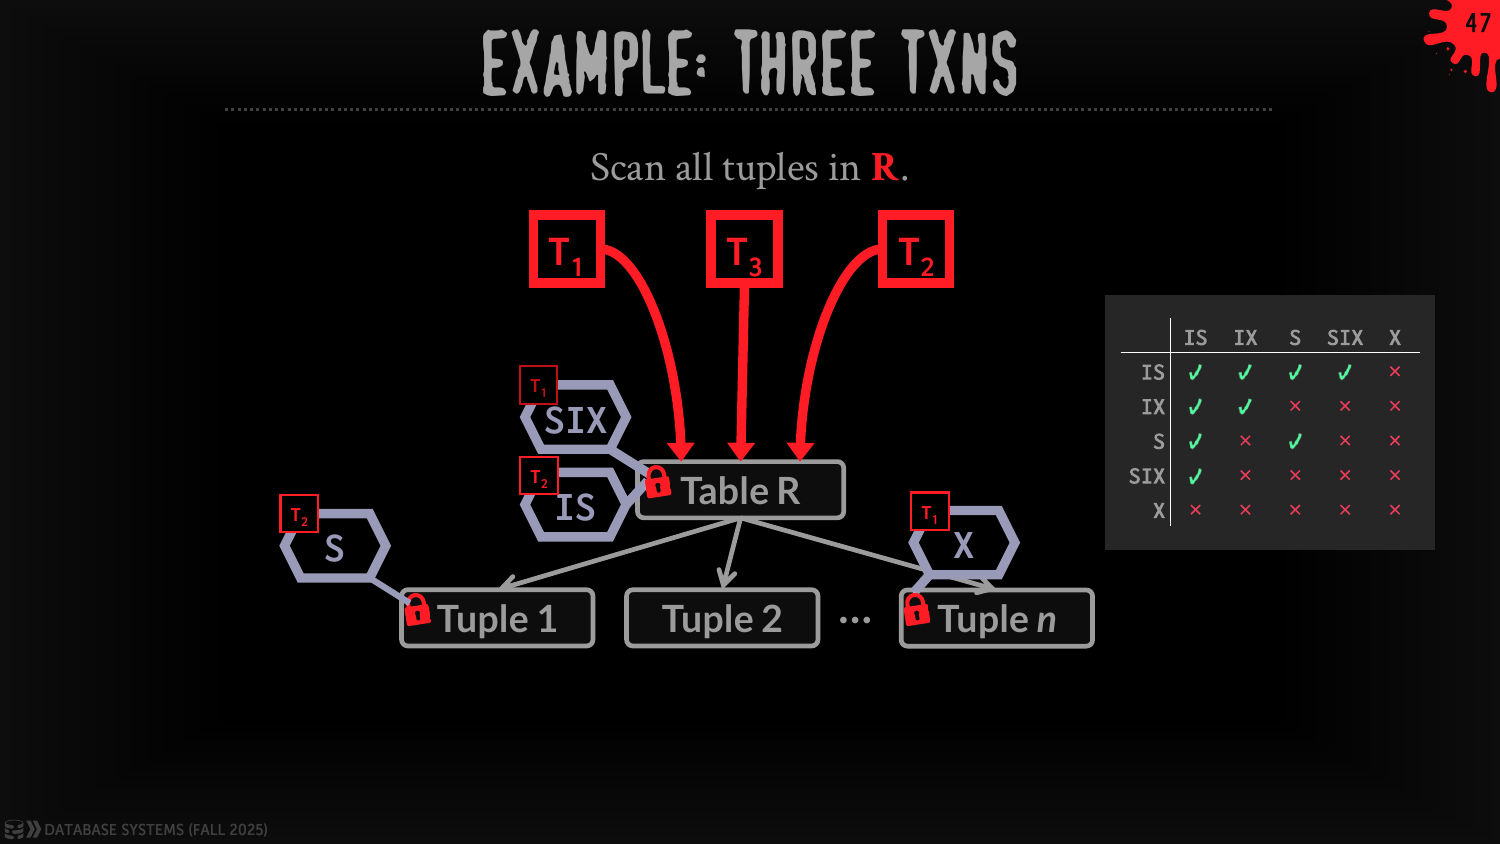 47
EXAMPLE: THREE TXNS
Scan all tuples in R.
T1
T3
T2
T1
SIX
T2
IS
Table R
T2
S
T1
X
Tuple 1
Tuple 2
...
Tuple n
IS IX S SIX X
IS ✓ ✓ ✓ ✓ ×
IX ✓ ✓ × × ×
S ✓ × ✓ × ×
SIX ✓ × × × ×
X × × × × ×
DATABASE SYSTEMS (FALL 2025)